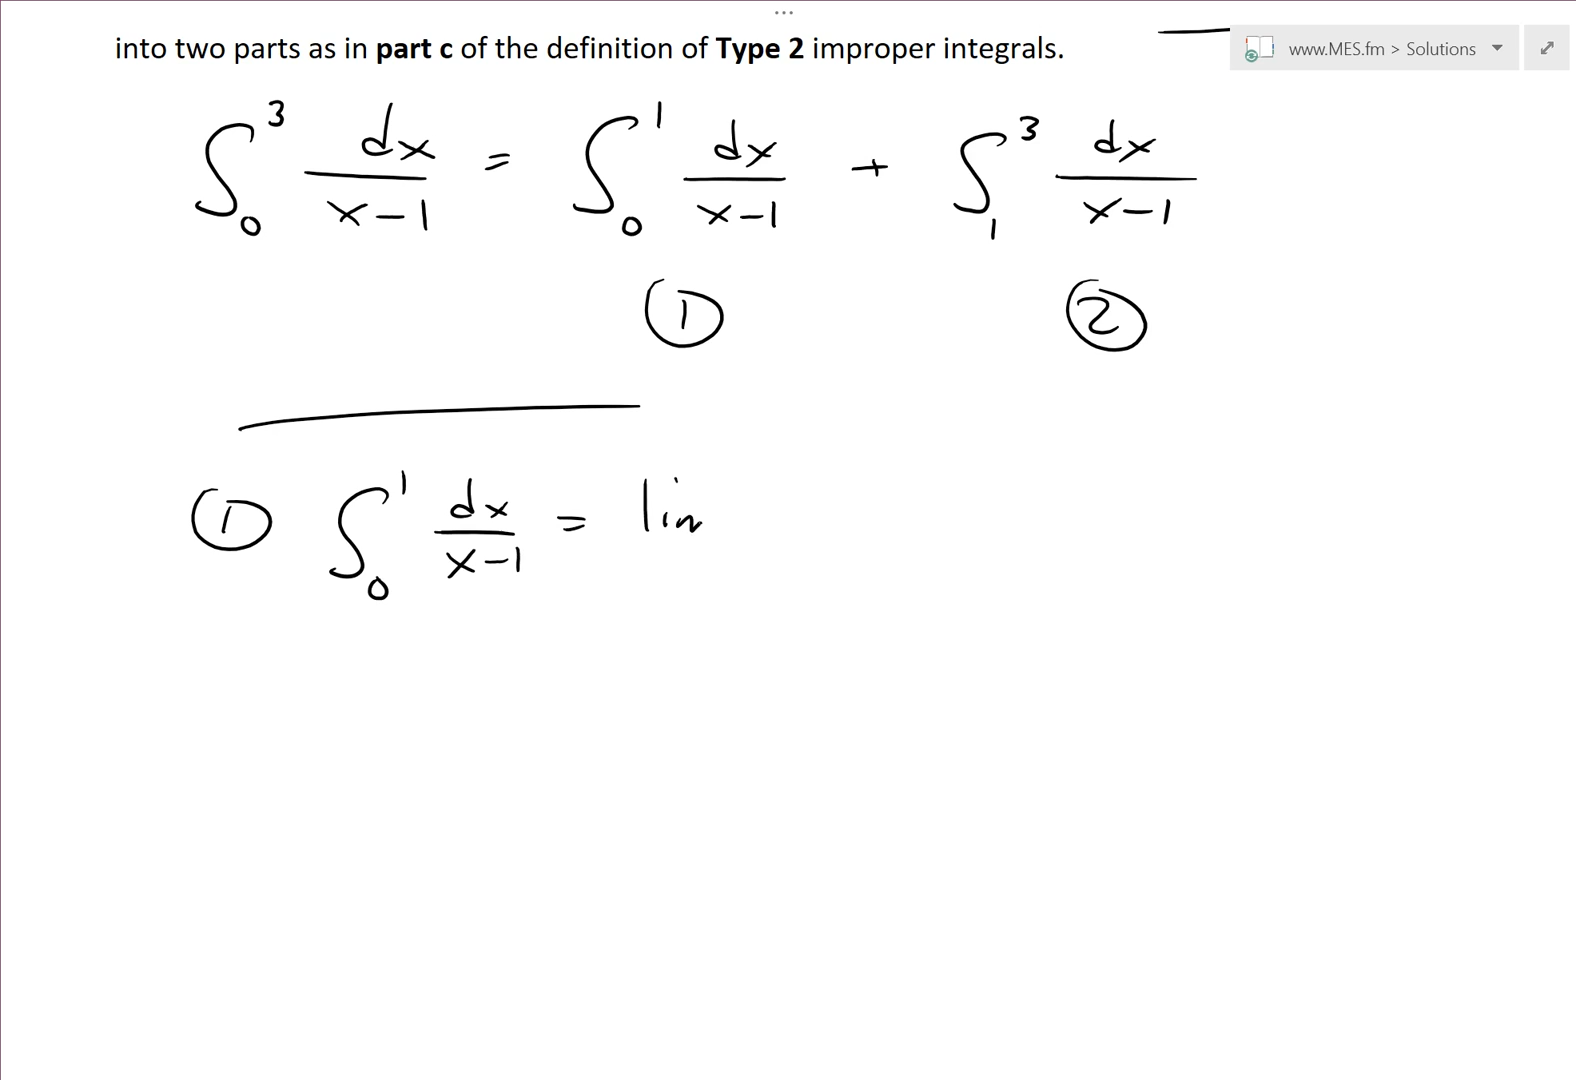 into two parts as in part c of the definition of Type 2 improper integrals.
www.MES.fm > Solutions
∫₀³ dx/(x-1) = ∫₀¹ dx/(x-1) + ∫₁³ dx/(x-1)
① ②
① ∫₀¹ dx/(x-1) = lim